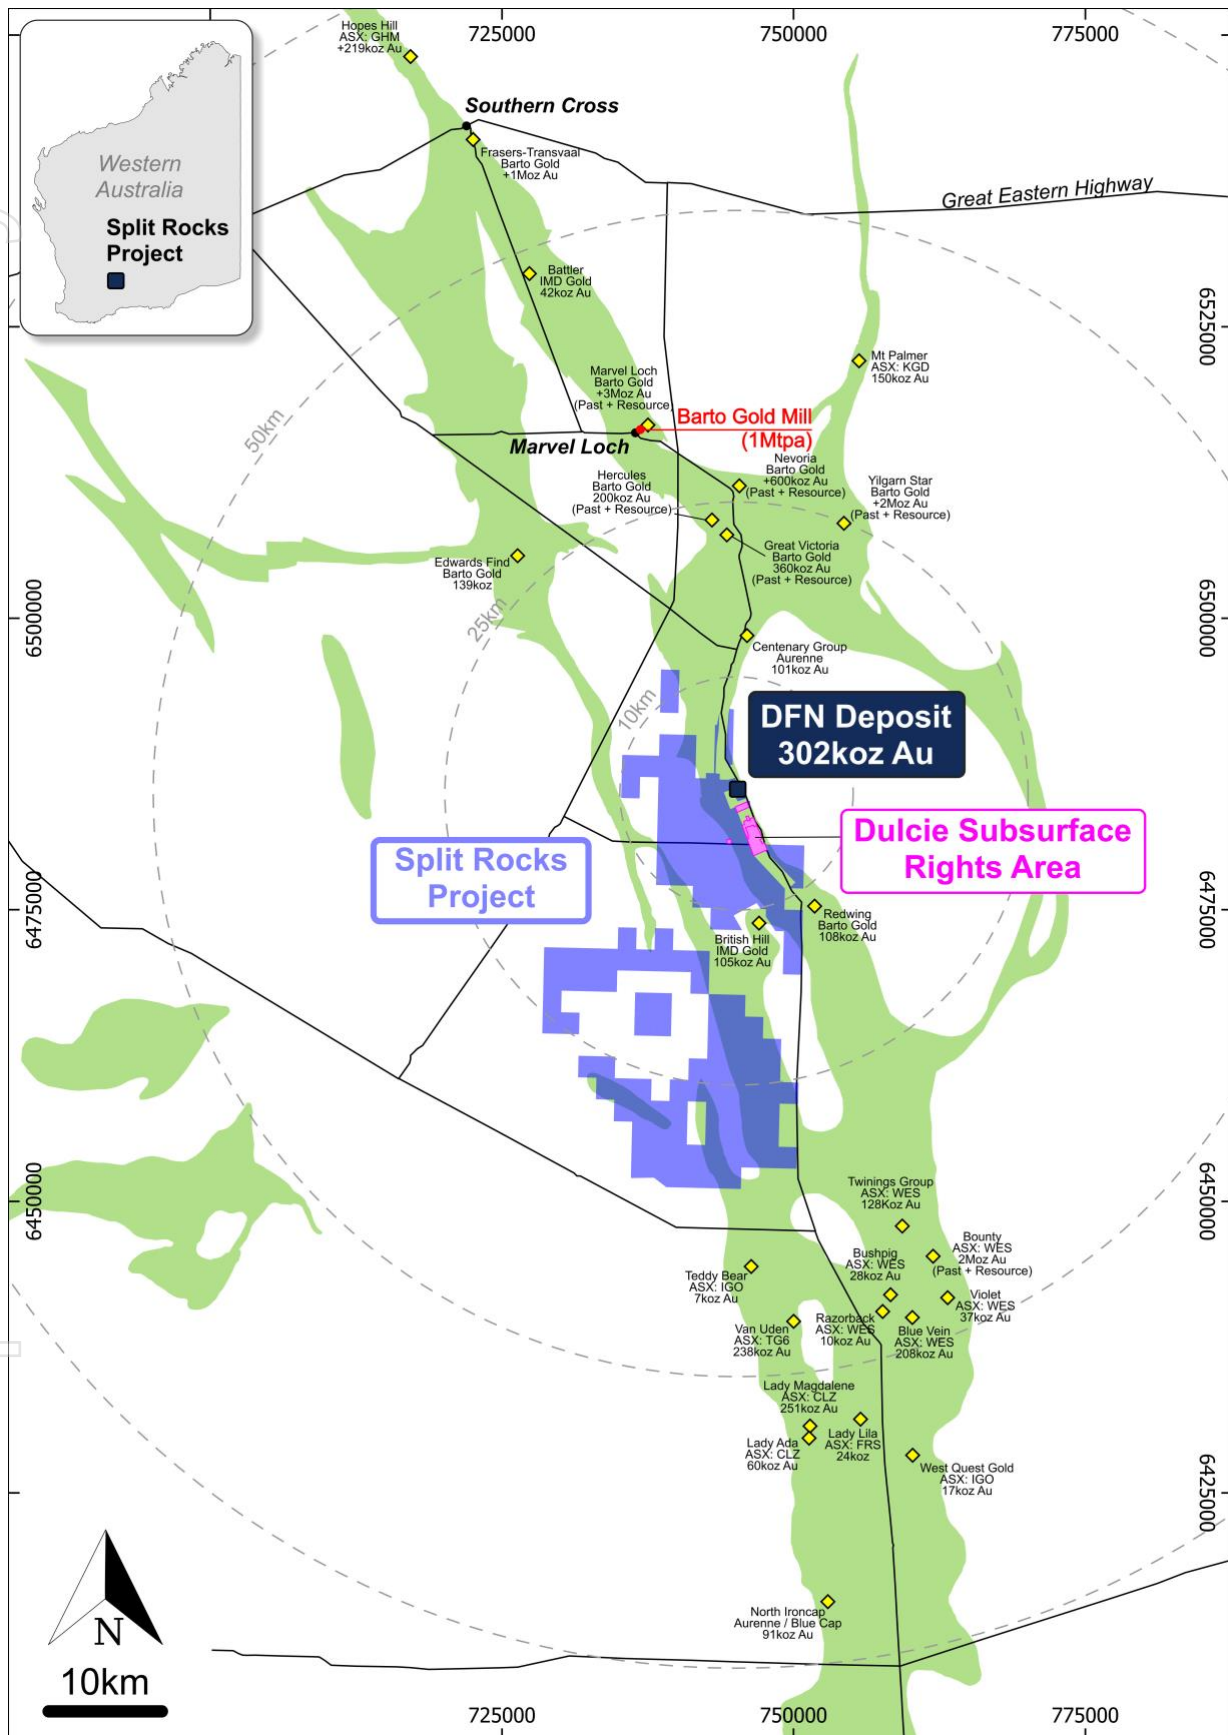 725000
750000
775000
Hopes Hill
ASX: GHM
+219koz Au
Southern Cross
Frasers-Transvaal
Barto Gold
+1Moz Au
Western
Australia
Split Rocks
Project
Great Eastern Highway
Battler
IMD Gold
42koz Au
6525000
Mt Palmer
ASX: KGD
150koz Au
Marvel Loch
Barto Gold
+3Moz Au
(Past + Resource)
50km
Barto Gold Mill
(1Mtpa)
Marvel Loch
Nevoria
Barto Gold
+600koz Au
(Past + Resource)
Hercules
Barto Gold
200koz Au
(Past + Resource)
Yilgarn Star
Barto Gold
+2Moz Au
(Past + Resource)
Great Victoria
Barto Gold
360koz Au
(Past + Resource)
Edwards Find
Barto Gold
139koz
25km
6500000
6500000
Centenary Group
Aurenne
101koz Au
10km
DFN Deposit
302koz Au
Dulcie Subsurface
Rights Area
Split Rocks
Project
6475000
6475000
Redwing
Barto Gold
108koz Au
British Hill
IMD Gold
105koz Au
6450000
6450000
Twinings Group
ASX: WES
128Koz Au
Bounty
ASX: WES
2Moz Au
(Past + Resource)
Bushpig
ASX: WES
28koz Au
Teddy Bear
ASX: IGO
7koz Au
Violet
ASX: WES
37koz Au
Razorback
ASX: WES
10koz Au
Van Uden
ASX: TG6
238koz Au
Blue Vein
ASX: WES
208koz Au
Lady Magdalene
ASX: CLZ
251koz Au
Lady Ada
ASX: CLZ
60koz Au
Lady Lila
ASX: FRS
24koz
West Quest Gold
ASX: IGO
17koz Au
6425000
North Ironcap
Aurenne / Blue Cap
91koz Au
N
10km
725000
750000
775000